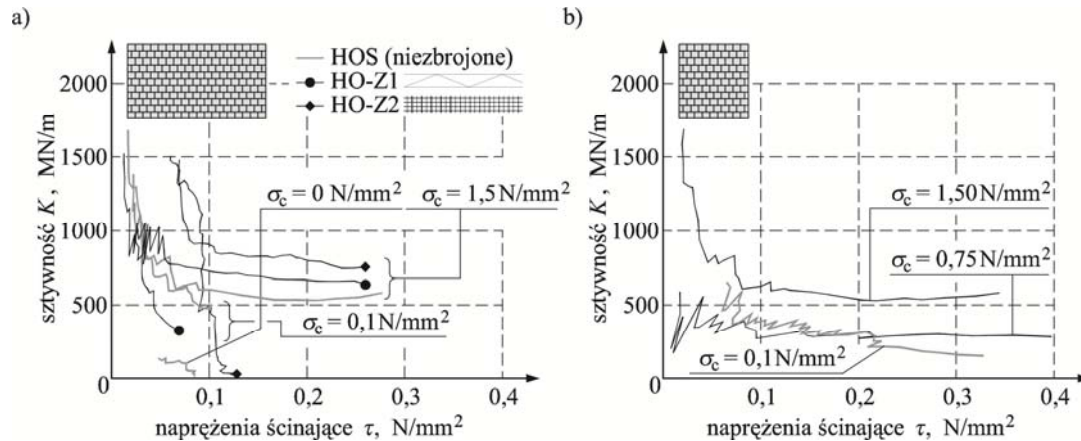 a)
sztywność K, MN/m
2000
1500
1000
500
0
HOS (niezbrojone)
HO-Z1
HO-Z2
σc = 0 N/mm²
σc = 1,5 N/mm²
σc = 0,1 N/mm²
0,1
0,2
0,3
0,4
naprężenia ścinające τ, N/mm²
b)
sztywność K, MN/m
2000
1500
1000
500
0
σc = 1,50 N/mm²
σc = 0,75 N/mm²
σc = 0,1 N/mm²
0,1
0,2
0,3
0,4
naprężenia ścinające τ, N/mm²